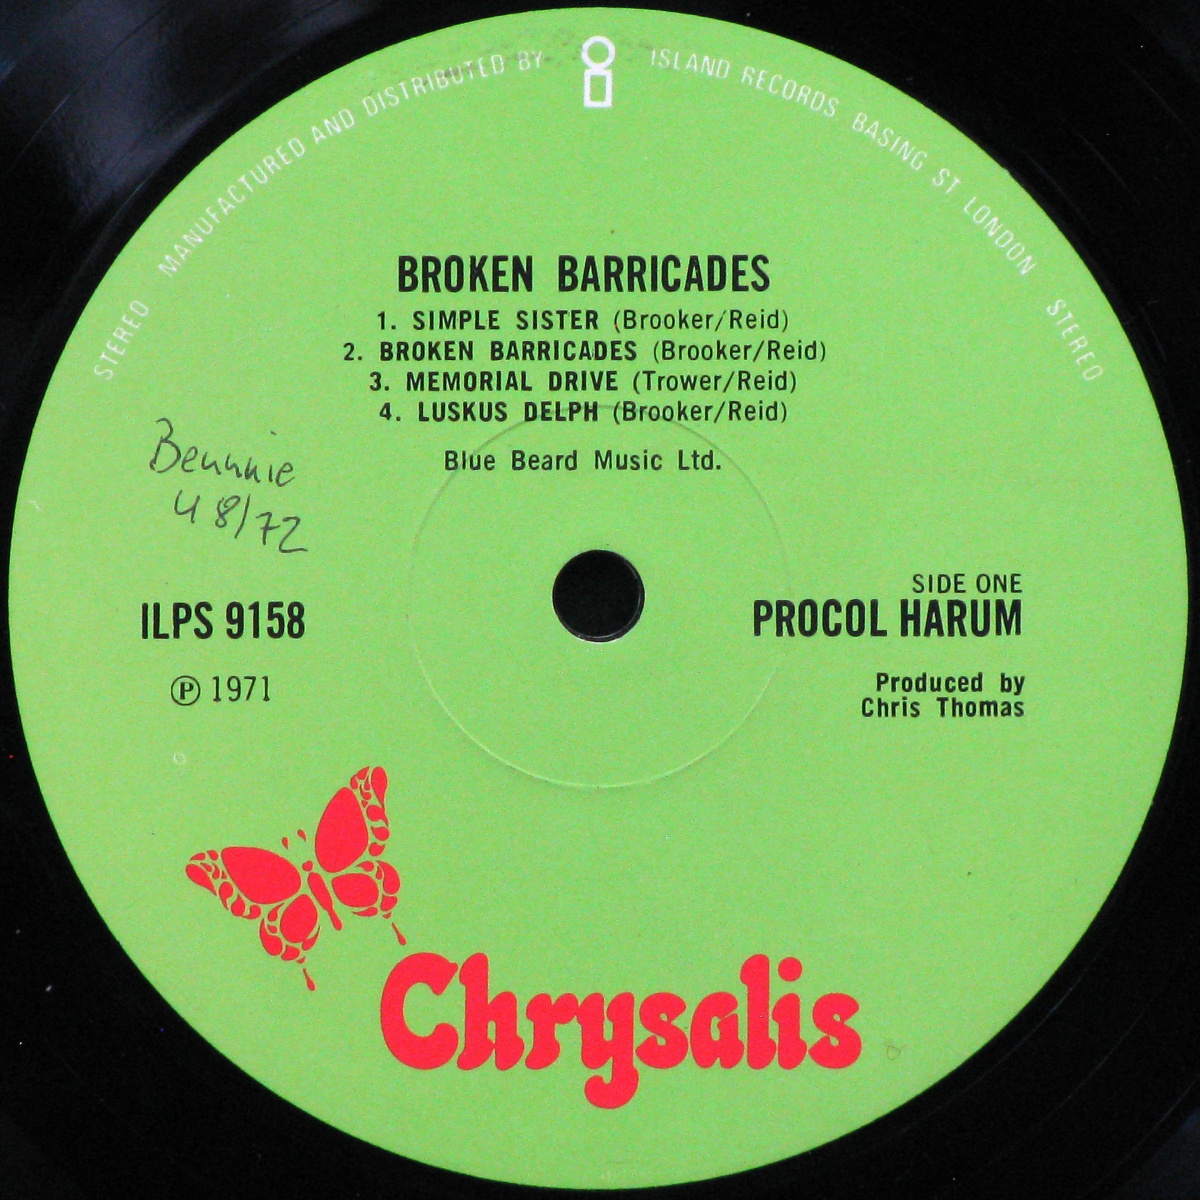 STEREO MANUFACTURED AND DISTRIBUTED BY ISLAND RECORDS BASING ST LONDON STEREO
BROKEN BARRICADES
1. SIMPLE SISTER (Brooker/Reid)
2. BROKEN BARRICADES (Brooker/Reid)
3. MEMORIAL DRIVE (Trower/Reid)
4. LUSKUS DELPH (Brooker/Reid)
Blue Beard Music Ltd.
8/72
ILPS 9158
℗ 1971
SIDE ONE
PROCOL HARUM
Produced by
Chris Thomas
Chrysalis